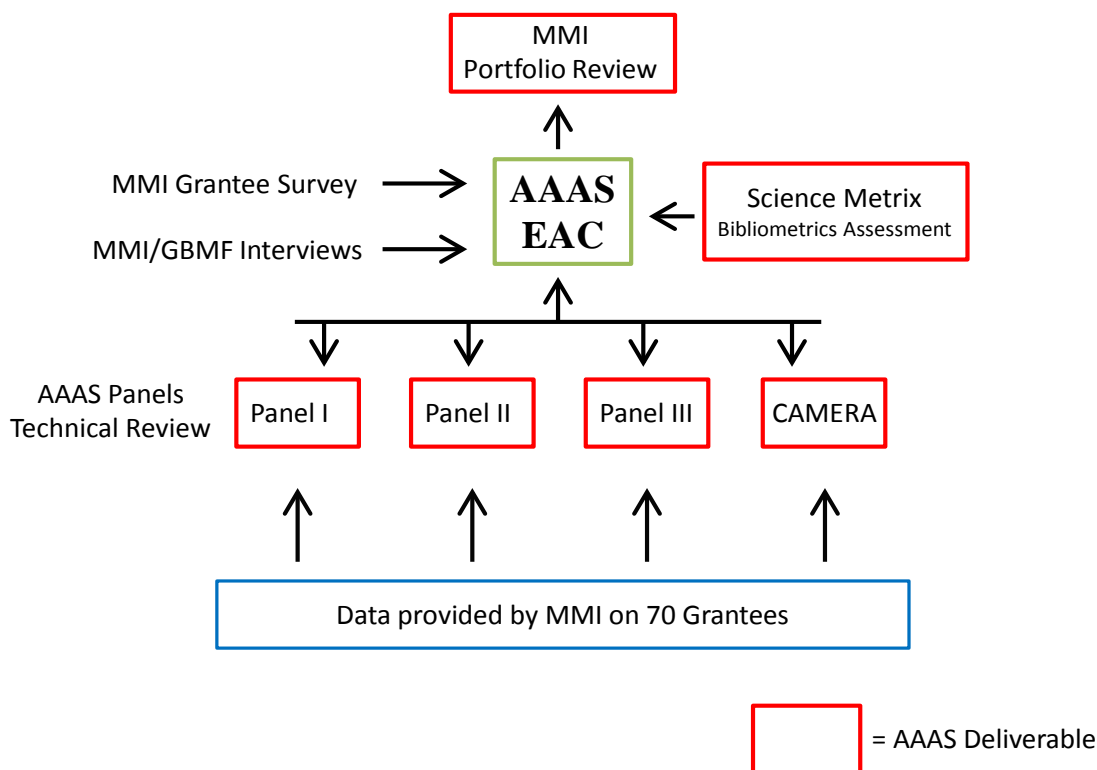 MMI
Portfolio Review
MMI Grantee Survey
MMI/GBMF Interviews
AAAS
EAC
Science Metrix
Bibliometrics Assessment
AAAS Panels
Technical Review
Panel I
Panel II
Panel III
CAMERA
Data provided by MMI on 70 Grantees
= AAAS Deliverable